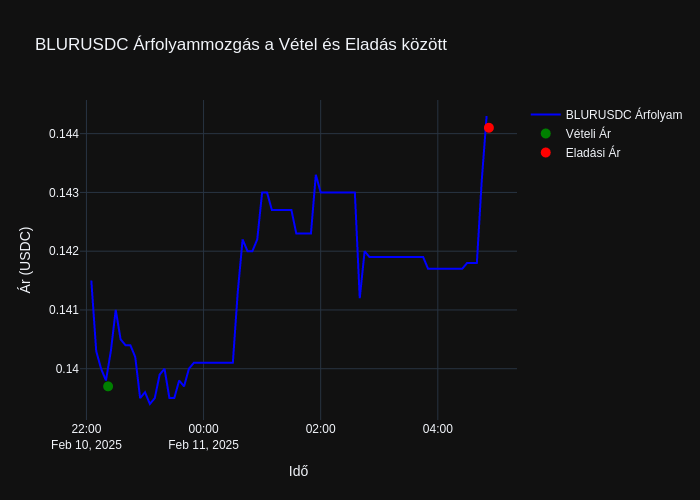 BLURUSDC Árfolyammozgás a Vétel és Eladás között
BLURUSDC Árfolyam
Vételi Ár
Eladási Ár
Ár (USDC)
0.144
0.143
0.142
0.141
0.14
22:00
Feb 10, 2025
00:00
Feb 11, 2025
02:00
04:00
Idő